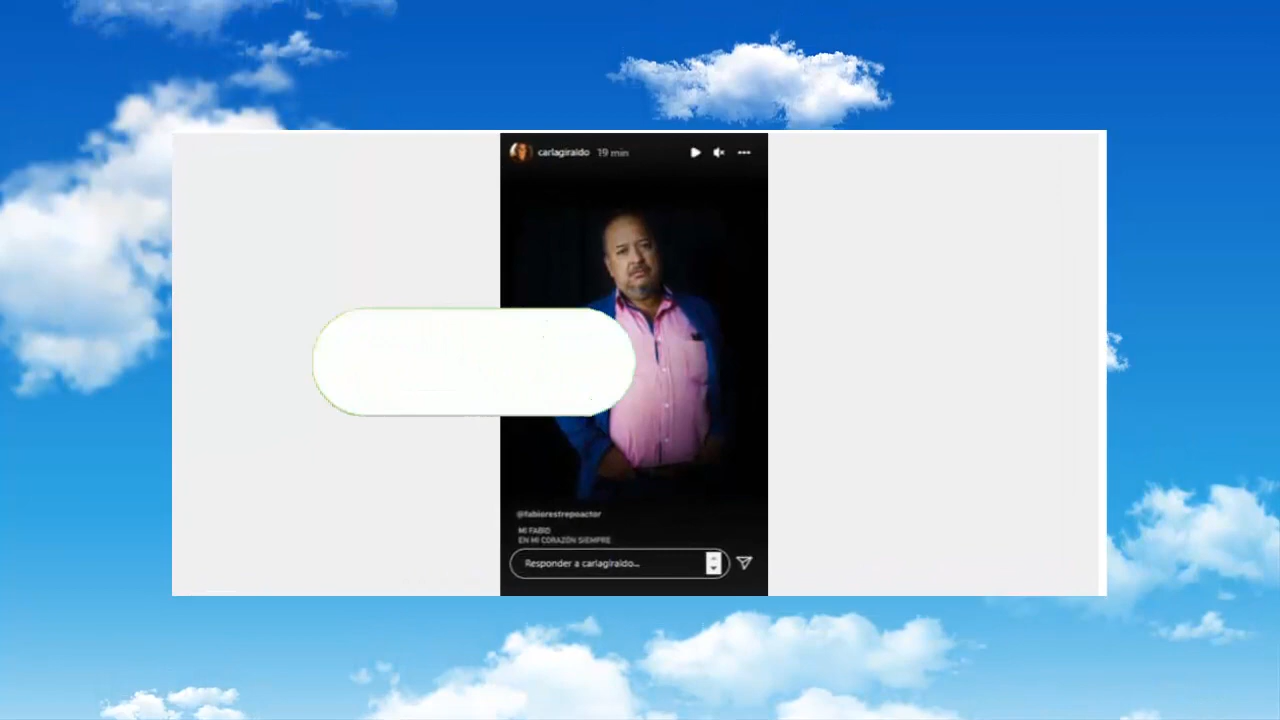 carlagiraldo 19 min
@fabiorestrepoactor
MI FABIO
EN MI CORAZÓN SIEMPRE
Responder a carlagiraldo...